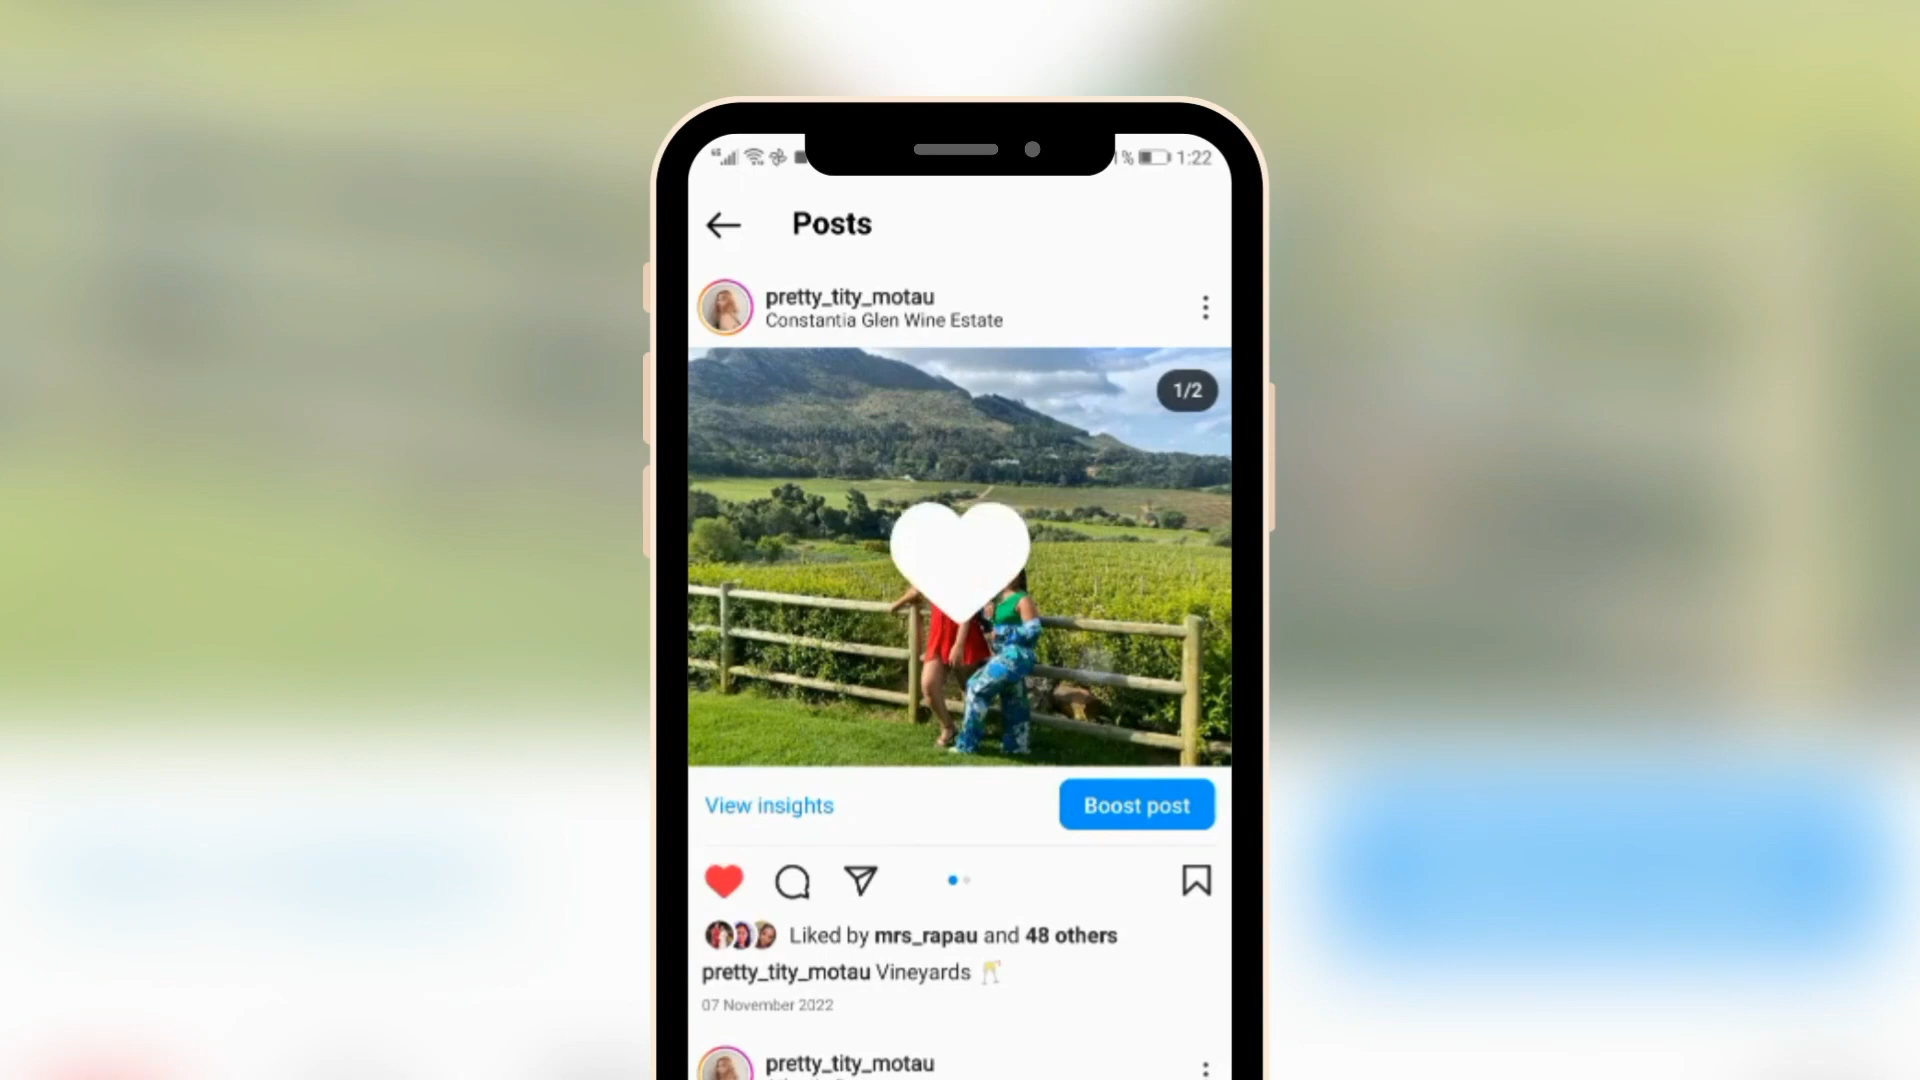 % 1:22
Posts
pretty_tity_motau
Constantia Glen Wine Estate
1/2
View insights
Boost post
Liked by mrs_rapau and 48 others
pretty_tity_motau Vineyards 🥂
07 November 2022
pretty_tity_motau